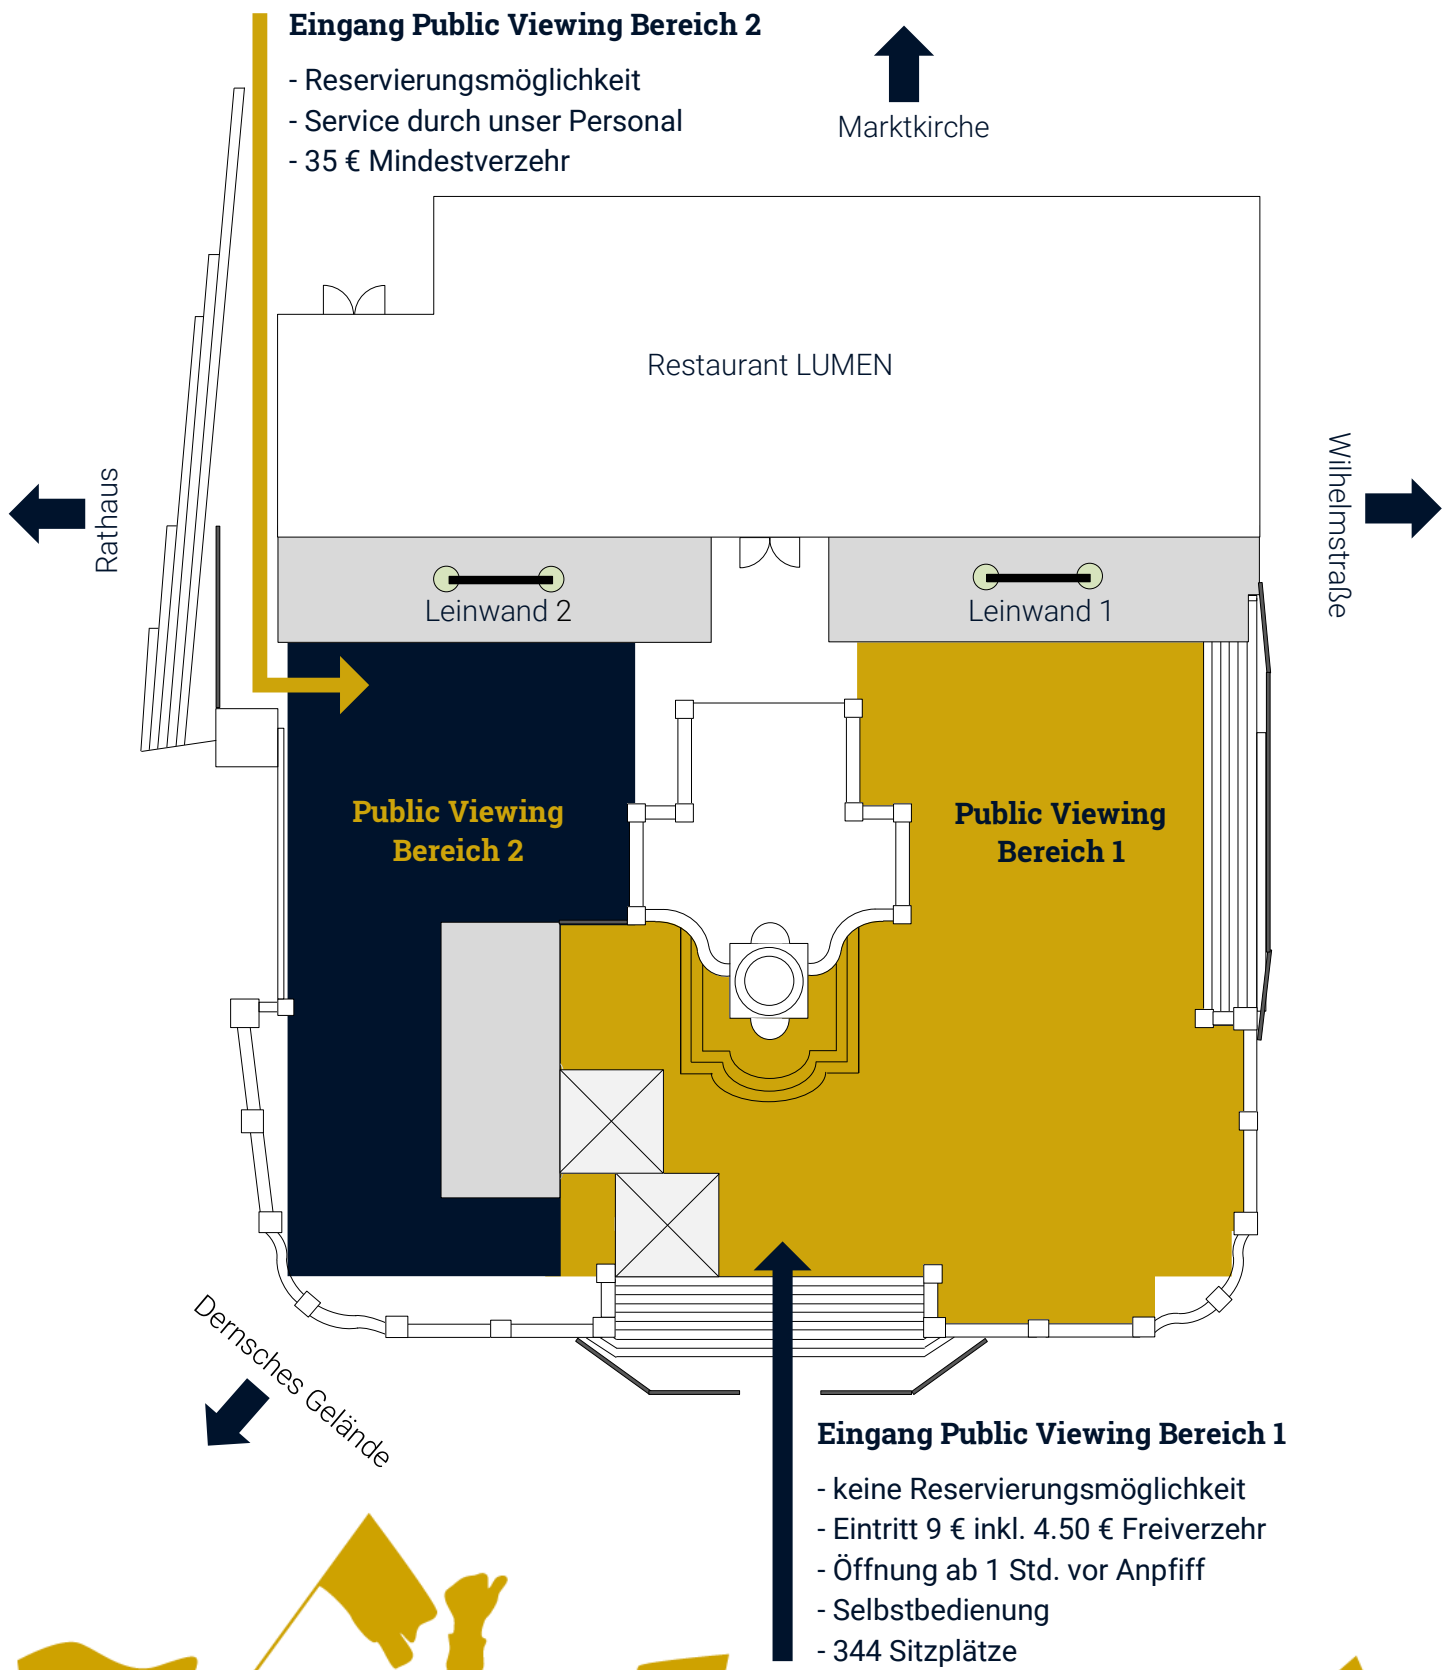 Eingang Public Viewing Bereich 2
- Reservierungsmöglichkeit
- Service durch unser Personal
- 35 € Mindestverzehr
Marktkirche
Restaurant LUMEN
Rathaus
Wilhelmstraße
Leinwand 2
Leinwand 1
Public Viewing
Bereich 2
Public Viewing
Bereich 1
Dernsches Gelände
Eingang Public Viewing Bereich 1
- keine Reservierungsmöglichkeit
- Eintritt 9 € inkl. 4.50 € Freiverzehr
- Öffnung ab 1 Std. vor Anpfiff
- Selbstbedienung
- 344 Sitzplätze